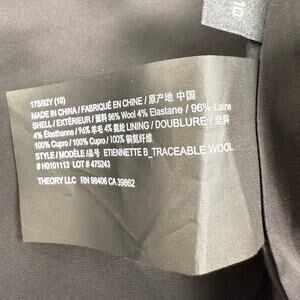 10
175/92Y (10)
MADE IN CHINA / FABRIQUÉ EN CHINE / 原产地 中国
SHELL / EXTÉRIEUR / 面料 96% Wool 4% Elastane / 96% Laine
4% Élasthanne / 96% 羊毛 4% 氨纶 LINING / DOUBLURE / 里料
100% Cupro / 100% Cupro / 100% 铜氨纤维
STYLE / MODÈLE / 品号 ETIENNETTE B_TRACEABLE WOOL
# H0101113 LOT # 475243
THEORY LLC RN 98406 CA 39862